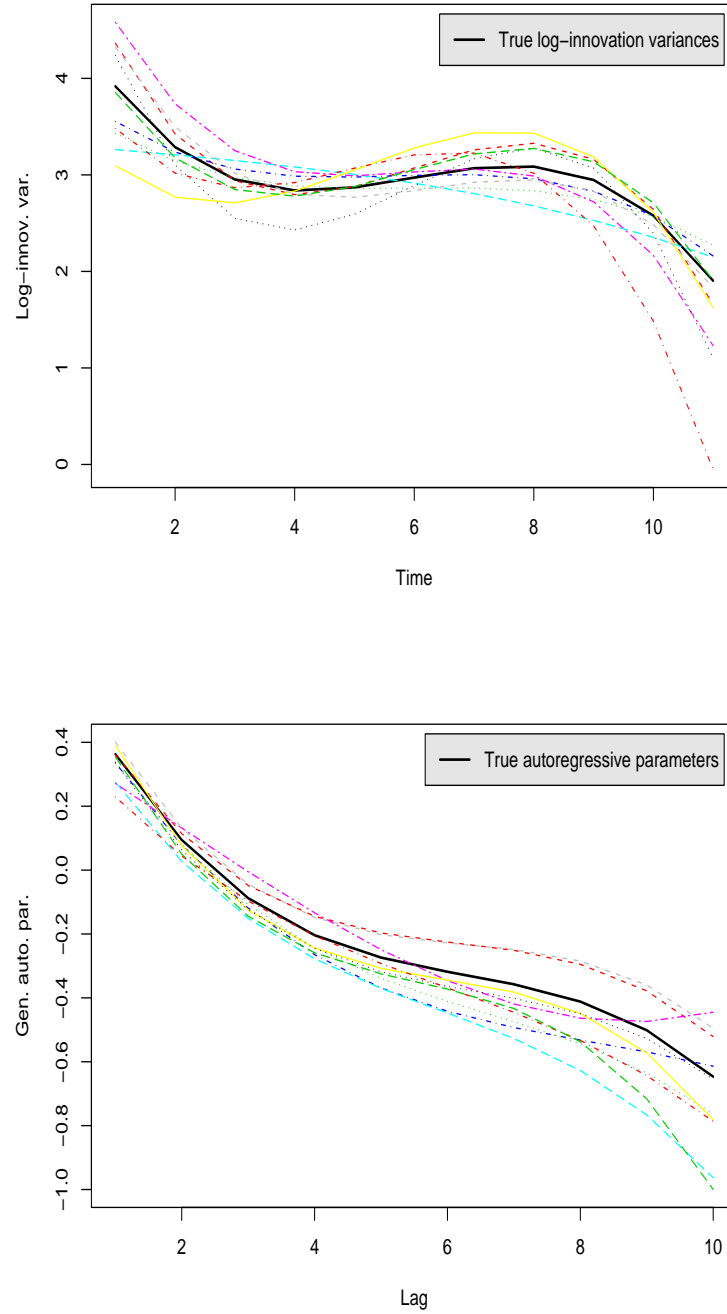 True log−innovation variances
Log−innov. var.
4
3
2
1
0
2 4 6 8 10
Time
True autoregressive parameters
Gen. auto. par.
0.4
0.2
0.0
−0.2
−0.4
−0.6
−0.8
−1.0
2 4 6 8 10
Lag